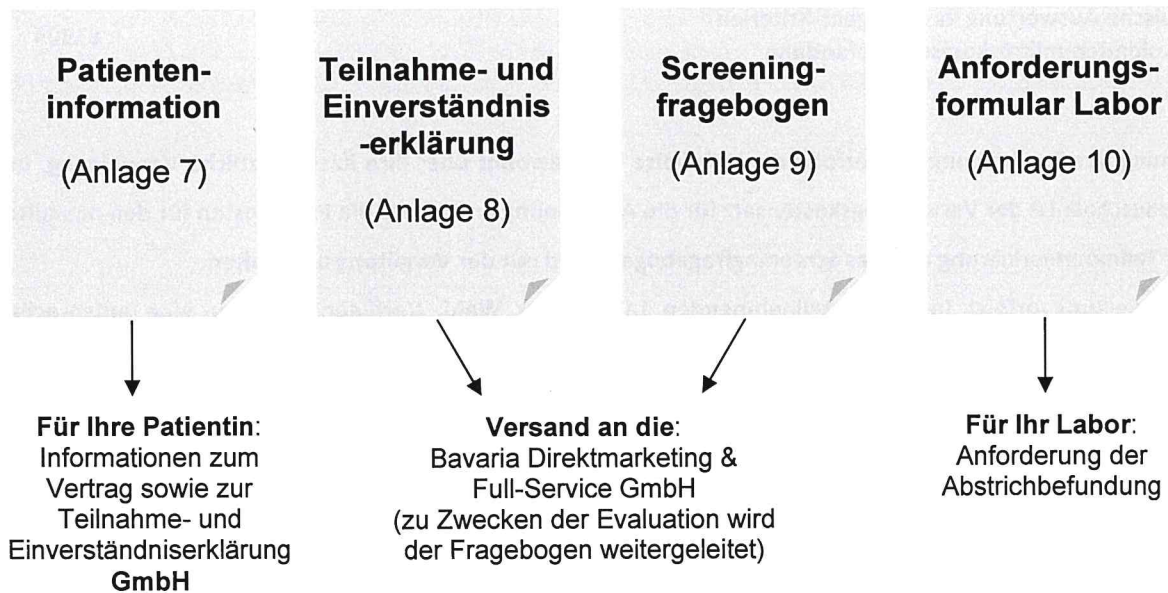 Patienten-
information
(Anlage 7)
Teilnahme- und
Einverständnis
-erklärung
(Anlage 8)
Screening-
fragebogen
(Anlage 9)
Anforderungs-
formular Labor
(Anlage 10)
Für Ihre Patientin:
Informationen zum
Vertrag sowie zur
Teilnahme- und
Einverständniserklärung
GmbH
Versand an die:
Bavaria Direktmarketing &
Full-Service GmbH
(zu Zwecken der Evaluation wird
der Fragebogen weitergeleitet)
Für Ihr Labor:
Anforderung der
Abstrichbefundung